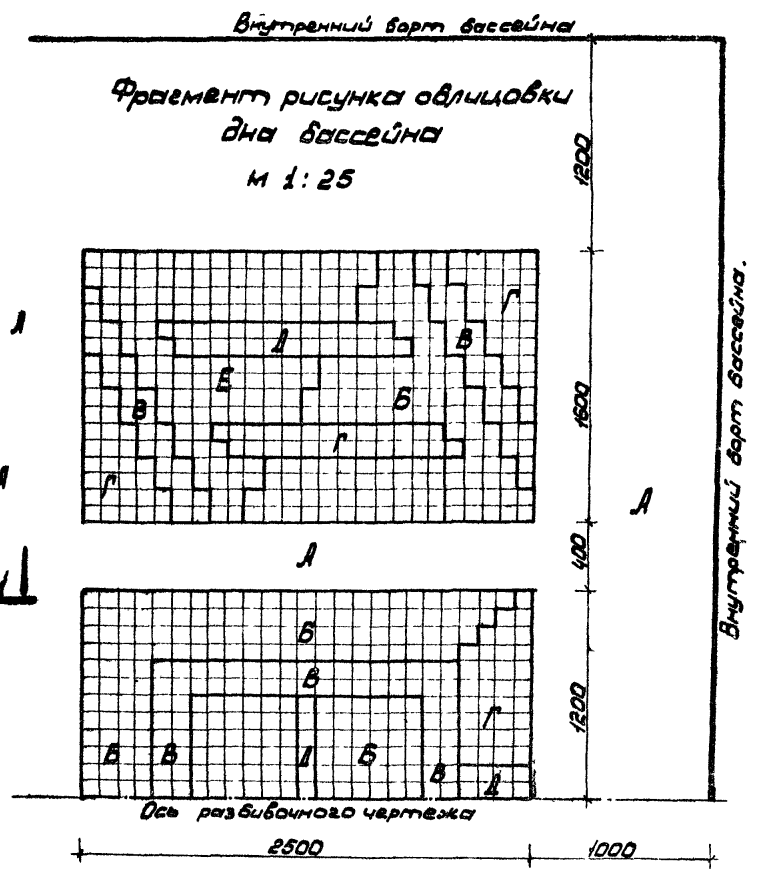 Внутренний борт бассейна
Фрагмент рисунка облицовки
дна бассейна
М 1:25
1200
Г
А
Д
В
Е
Б
1600
В
Г
Г
Внутренний борт бассейна.
А
А
400
Б
В
Г
1200
Б
В
Д
Б
В
Д
Ось разбивочного чертежа
2500
1000